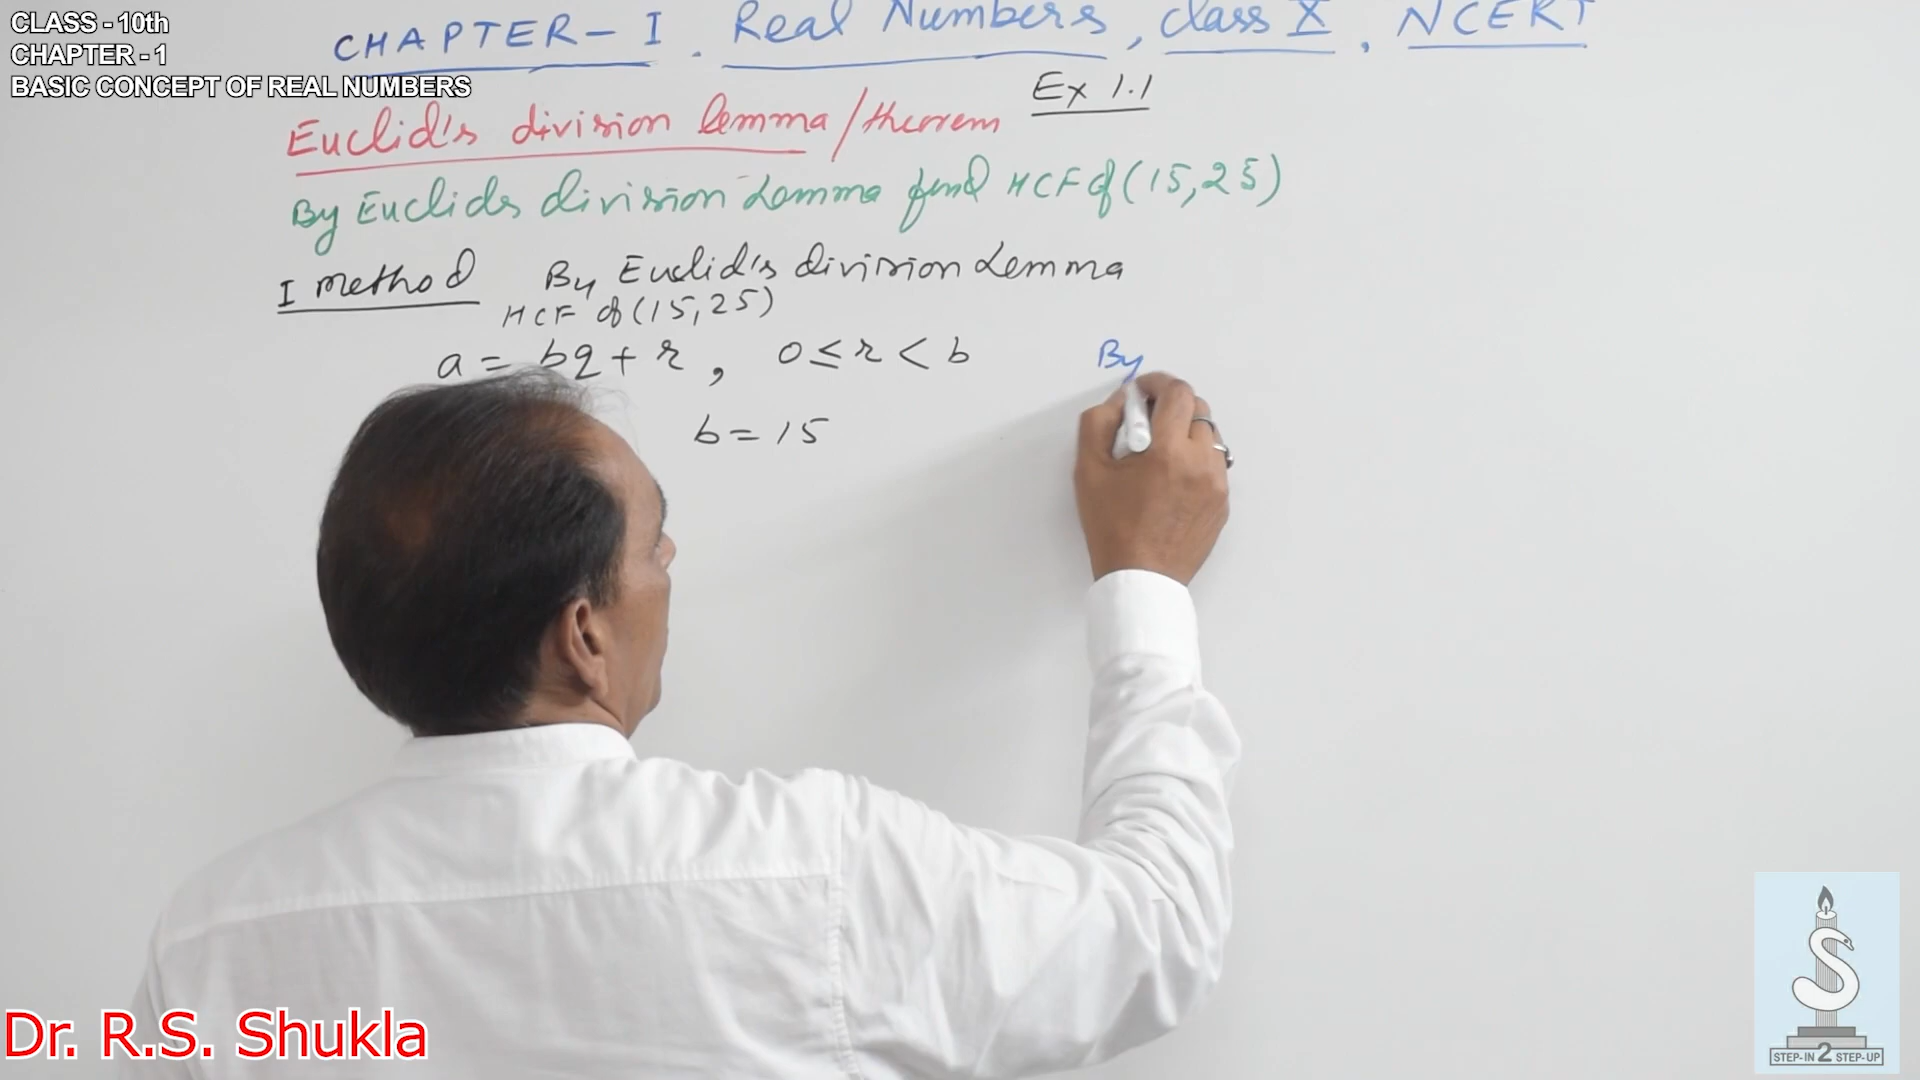 CLASS - 10th
CHAPTER - 1
BASIC CONCEPT OF REAL NUMBERS
CHAPTER - I . Real Numbers, class X, NCERT
Ex 1.1
Euclid's division lemma/theorem
By Euclids division Lemma find HCF of (15,25)
I method By Euclid's division Lemma
HCF of (15,25)
a = bq + r, 0 ≤ r < b
By
b = 15
Dr. R.S. Shukla
STEP-IN 2 STEP-UP